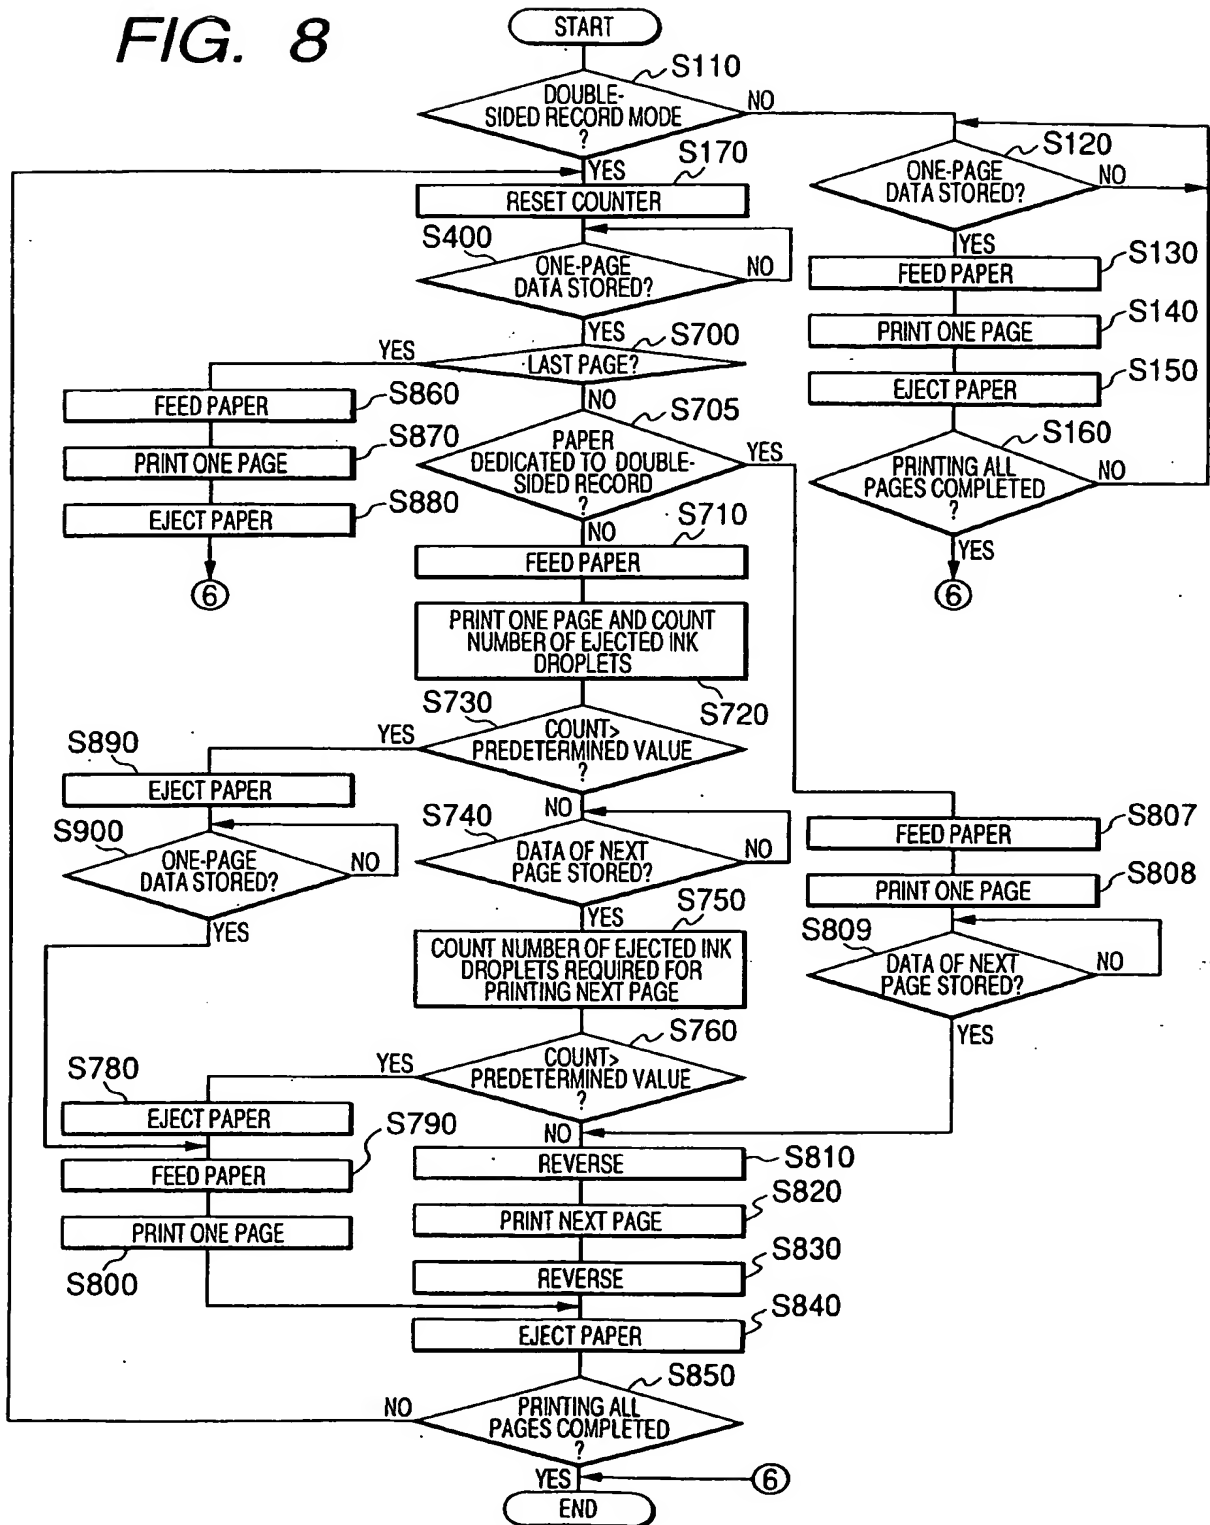 FIG. 8
START
S110
DOUBLE-
SIDED RECORD MODE
?
NO
YES
S170
RESET COUNTER
S400
ONE-PAGE
DATA STORED?
NO
YES
S700
LAST PAGE?
YES
NO
S120
ONE-PAGE
DATA STORED?
NO
YES
S130
FEED PAPER
S140
PRINT ONE PAGE
S150
EJECT PAPER
S160
PRINTING ALL
PAGES COMPLETED
?
NO
YES
6
S860
FEED PAPER
S870
PRINT ONE PAGE
S880
EJECT PAPER
6
S705
PAPER
DEDICATED TO DOUBLE-
SIDED RECORD
?
YES
NO
S710
FEED PAPER
PRINT ONE PAGE AND COUNT
NUMBER OF EJECTED INK
DROPLETS
S720
S730
COUNT>
PREDETERMINED VALUE
?
YES
NO
S890
EJECT PAPER
S900
ONE-PAGE
DATA STORED?
NO
YES
S740
DATA OF NEXT
PAGE STORED?
NO
YES
S750
COUNT NUMBER OF EJECTED INK
DROPLETS REQUIRED FOR
PRINTING NEXT PAGE
S807
FEED PAPER
S808
PRINT ONE PAGE
S809
DATA OF NEXT
PAGE STORED?
NO
YES
S760
COUNT>
PREDETERMINED VALUE
?
YES
NO
S780
EJECT PAPER
S790
FEED PAPER
PRINT ONE PAGE
S800
S810
REVERSE
S820
PRINT NEXT PAGE
S830
REVERSE
S840
EJECT PAPER
S850
PRINTING ALL
PAGES COMPLETED
?
NO
YES
6
END